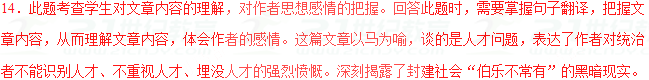 14．此题考查学生对文章内容的理解，对作者思想感情的把握。回答此题时，需要掌握句子翻译，把握文
章内容，从而理解文章内容，体会作者的感情。这篇文章以马为喻，谈的是人才问题，表达了作者对统治
者不能识别人才、不重视人才、埋没人才的强烈愤慨。深刻揭露了封建社会“伯乐不常有”的黑暗现实。